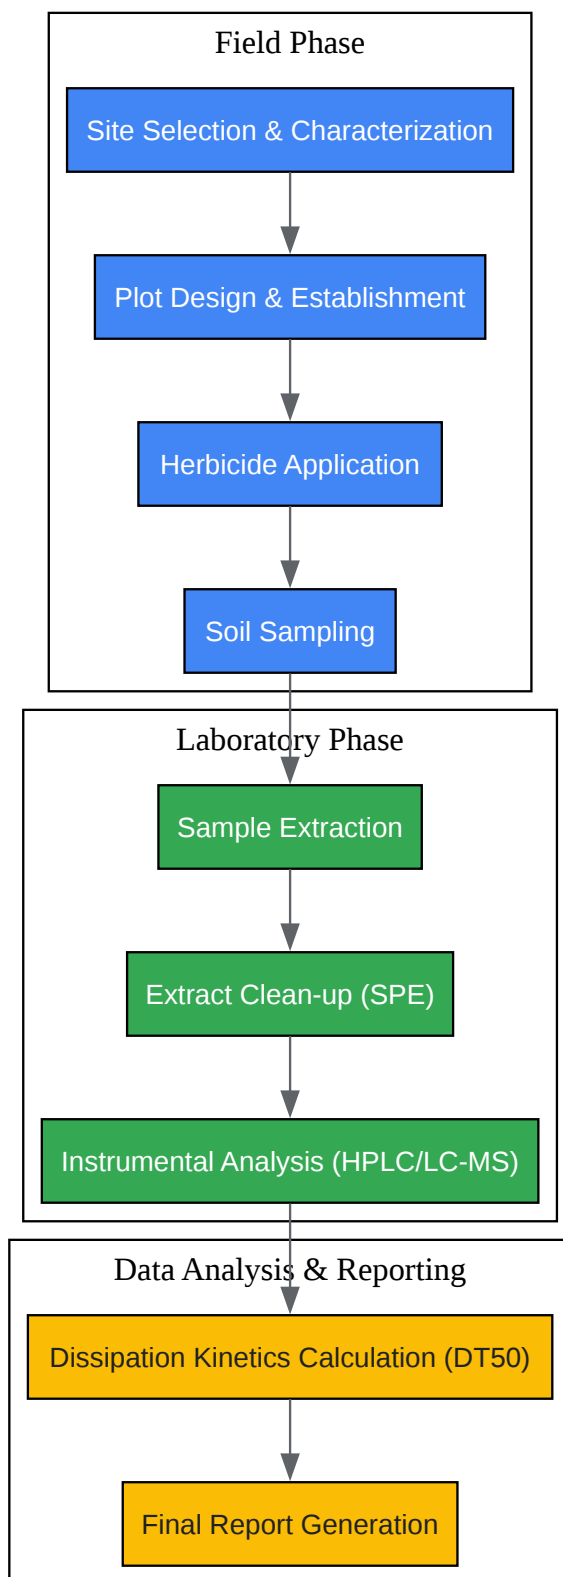 Field Phase
Site Selection & Characterization
Plot Design & Establishment
Herbicide Application
Soil Sampling
Laboratory Phase
Sample Extraction
Extract Clean-up (SPE)
Instrumental Analysis (HPLC/LC-MS)
Data Analysis & Reporting
Dissipation Kinetics Calculation (DT50)
Final Report Generation